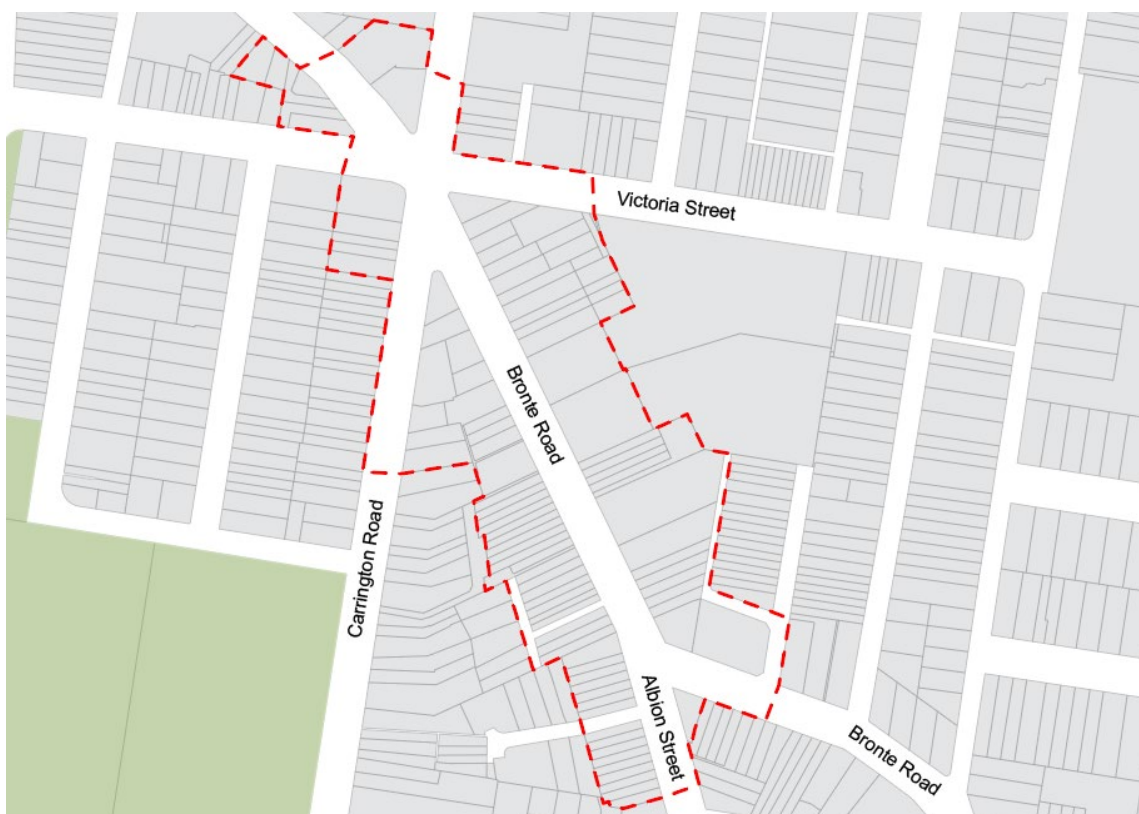 Victoria Street
Bronte Road
Carrington Road
Albion Street
Bronte Road